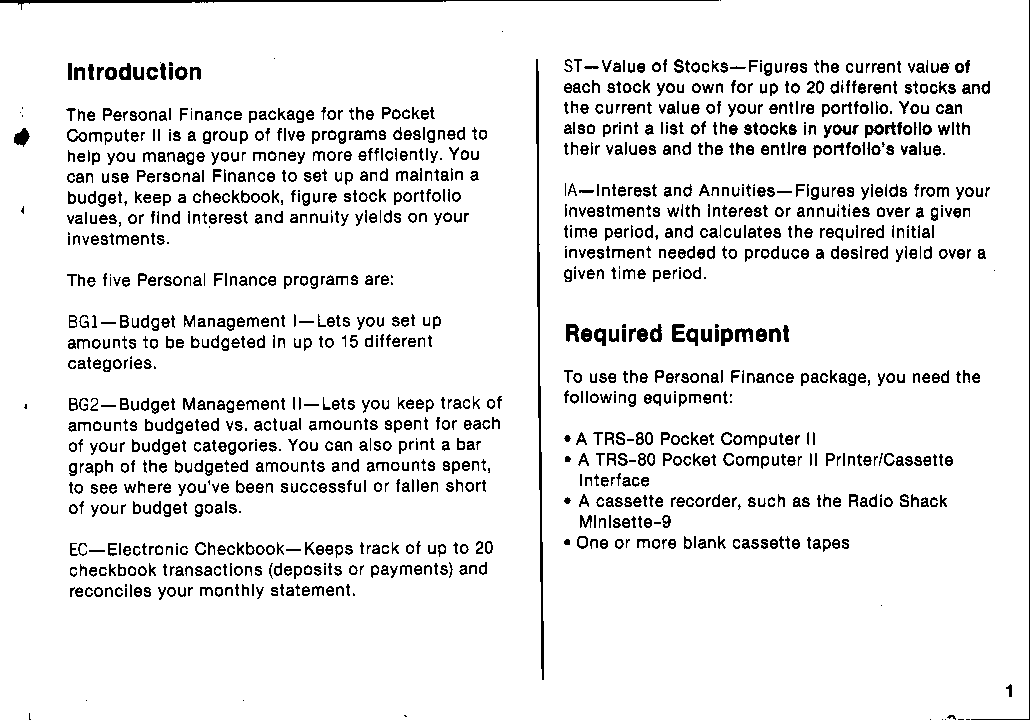 Introduction
The Personal Finance package for the Pocket
Computer II is a group of five programs designed to
help you manage your money more efficiently. You
can use Personal Finance to set up and maintain a
budget, keep a checkbook, figure stock portfolio
values, or find interest and annuity yields on your
investments.
The five Personal Finance programs are:
BG1—Budget Management I—Lets you set up
amounts to be budgeted in up to 15 different
categories.
BG2—Budget Management II—Lets you keep track of
amounts budgeted vs. actual amounts spent for each
of your budget categories. You can also print a bar
graph of the budgeted amounts and amounts spent,
to see where you've been successful or fallen short
of your budget goals.
EC—Electronic Checkbook—Keeps track of up to 20
checkbook transactions (deposits or payments) and
reconciles your monthly statement.
ST—Value of Stocks—Figures the current value of
each stock you own for up to 20 different stocks and
the current value of your entire portfolio. You can
also print a list of the stocks in your portfolio with
their values and the the entire portfolio's value.
IA—Interest and Annuities—Figures yields from your
investments with interest or annuities over a given
time period, and calculates the required initial
investment needed to produce a desired yield over a
given time period.
Required Equipment
To use the Personal Finance package, you need the
following equipment:
• A TRS-80 Pocket Computer II
• A TRS-80 Pocket Computer II Printer/Cassette
Interface
• A cassette recorder, such as the Radio Shack
Minisette-9
• One or more blank cassette tapes
1